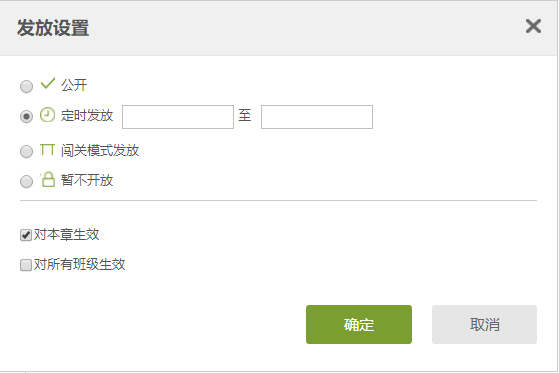 发放设置
公开
定时发放 至
闯关模式发放
暂不开放
对本章生效
对所有班级生效
确定 取消